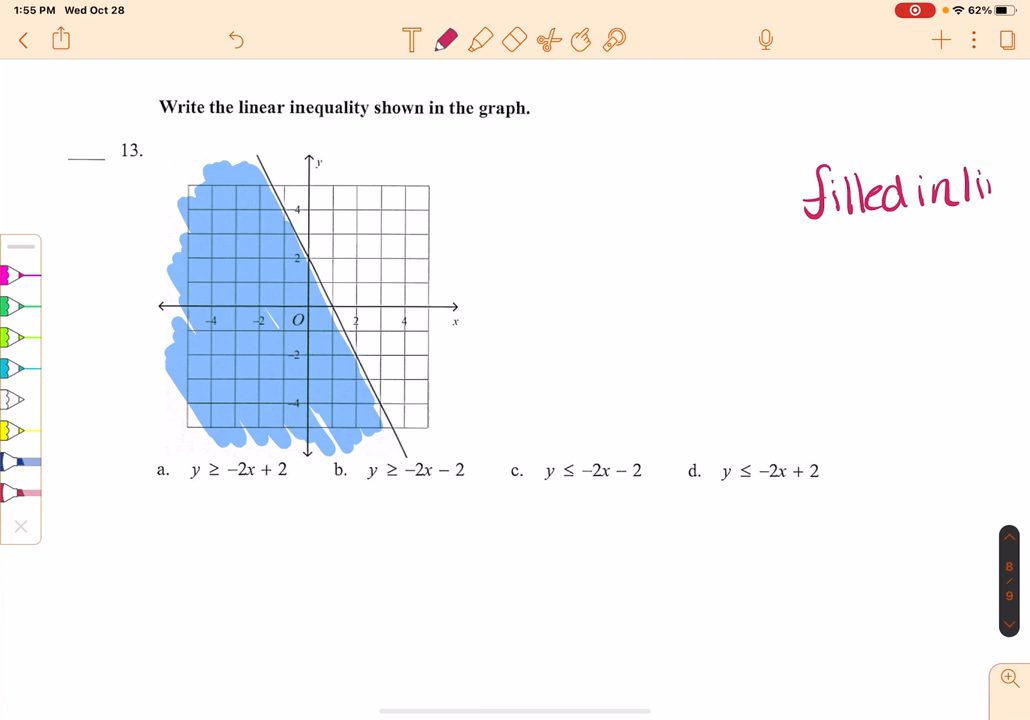 1:55 PM Wed Oct 28
62%
T
Write the linear inequality shown in the graph.
13.
y
4
2
-4 -2 O 2 4 x
-2
-4
filled in li
a. y ≥ −2x + 2 b. y ≥ −2x − 2 c. y ≤ −2x − 2 d. y ≤ −2x + 2
8
/
9